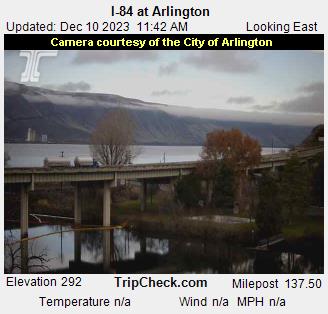 I-84 at Arlington
Updated: Dec 10 2023 11:42 AM Looking East
Camera courtesy of the City of Arlington
Elevation 292 TripCheck.com Milepost 137.50
Temperature n/a Wind n/a MPH n/a